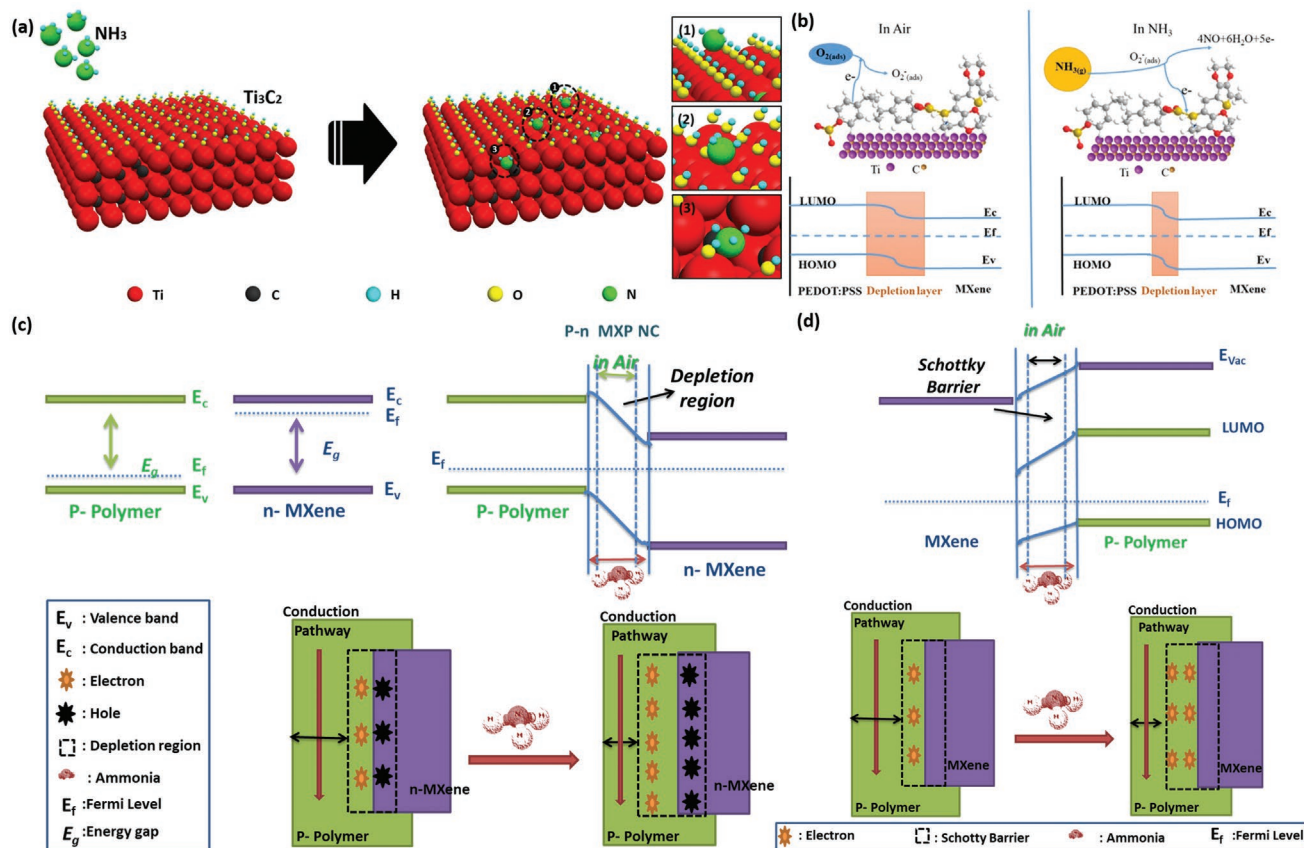 (a)
NH3
Ti3C2
1
2
3
(1)
(2)
(3)
Ti
C
H
O
N
(b)
In Air
O2(ads)
O2-(ads)
e-
Ti
C
LUMO
Ec
Ef
HOMO
Ev
PEDOT:PSS
Depletion layer
MXene
In NH3
4NO+6H2O+5e-
NH3(g)
O2-(ads)
e-
Ti
C
LUMO
Ec
Ef
HOMO
Ev
PEDOT:PSS
Depletion layer
MXene
(c)
P-n MXP NC
in Air
Depletion
region
Ec
Eg
Ef
Ev
P- Polymer
Ec
Ef
Eg
Ev
n- MXene
Ef
P- Polymer
n- MXene
N
H
H
H
Ev : Valence band
Ec : Conduction band
: Electron
: Hole
: Depletion region
: Ammonia
Ef :Fermi Level
Eg :Energy gap
Conduction
Pathway
n-MXene
P- Polymer
H
N
H
H
Conduction
Pathway
n-MXene
P- Polymer
(d)
in Air
Schottky
Barrier
EVac
LUMO
Ef
HOMO
MXene
P- Polymer
N
H
H
H
Conduction
Pathway
MXene
P- Polymer
H
N
H
H
Conduction
Pathway
MXene
P- Polymer
: Electron
: Schotty Barrier
: Ammonia
Ef :Fermi Level